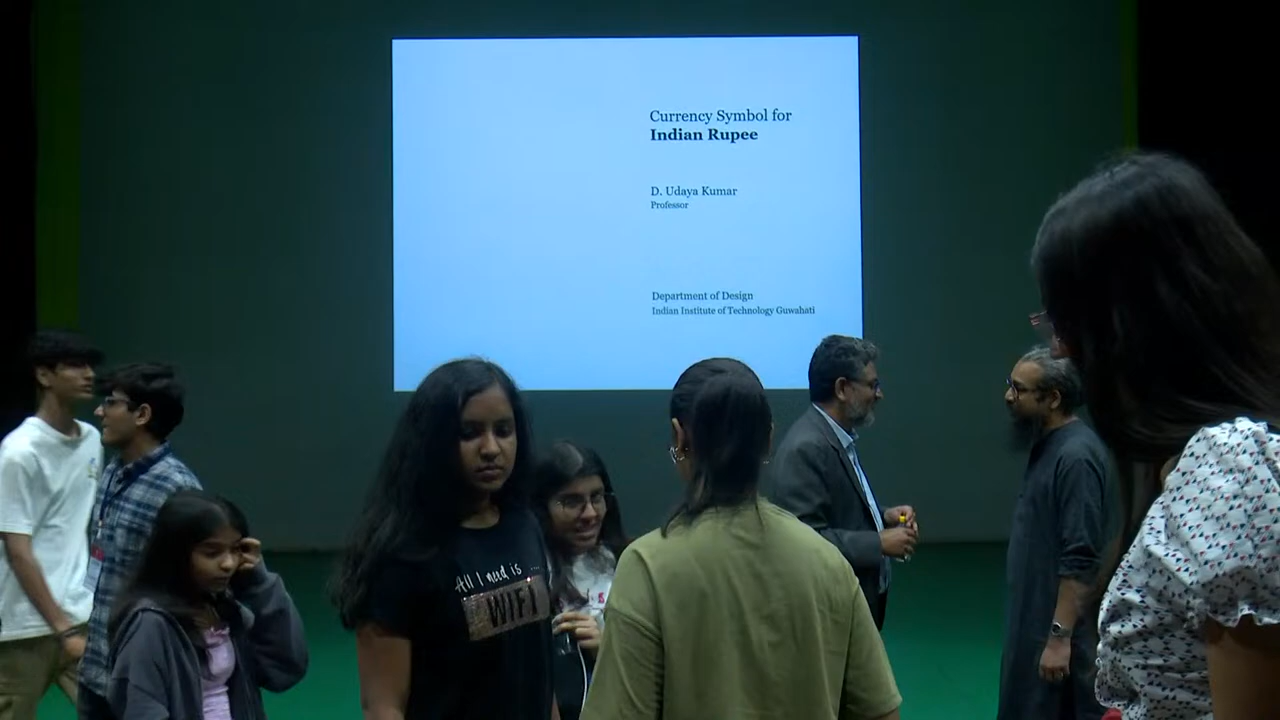 Currency Symbol for
Indian Rupee
D. Udaya Kumar
Professor
Department of Design
Indian Institute of Technology Guwahati
All I need is ...
WIFI